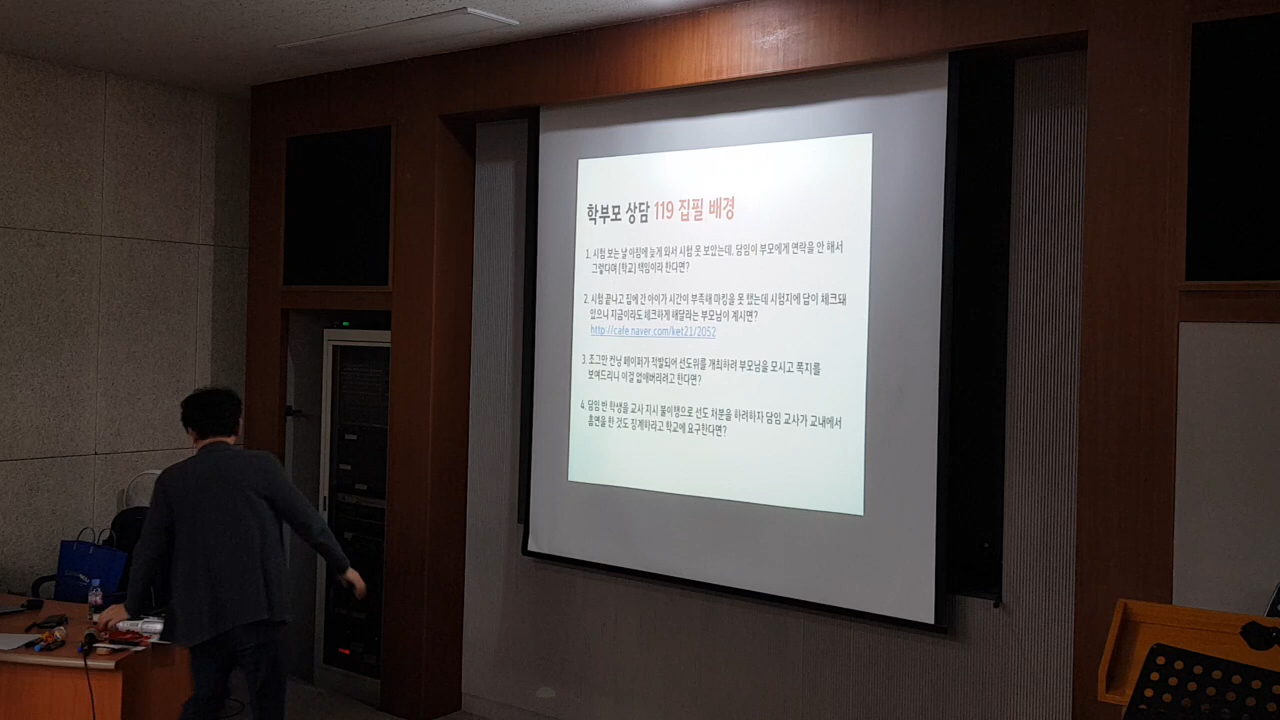 학부모 상담 119 집필 배경
1. 시험 보는 날 아침에 늦게 와서 시험 못 보았는데, 담임이 부모에게 연락을 안 해서
그렇다며 [학교] 책임이라 한다면?
2. 시험 끝나고 집에 간 아이가 시간이 부족해 마킹을 못 했는데 시험지에 답이 체크돼
있으니 지금이라도 체크하게 해달라는 부모님이 계시면?
http://cafe.naver.com/ket21/2052
3. 조그만 컨닝 페이퍼가 적발되어 선도위를 개최하려 부모님을 모시고 쪽지를
보여드리니 이걸 없애버리려고 한다면?
4. 담임 반 학생을 교사 지시 불이행으로 선도 처분을 하려하자 담임 교사가 교내에서
흡연을 한 것도 징계하라고 학교에 요구한다면?